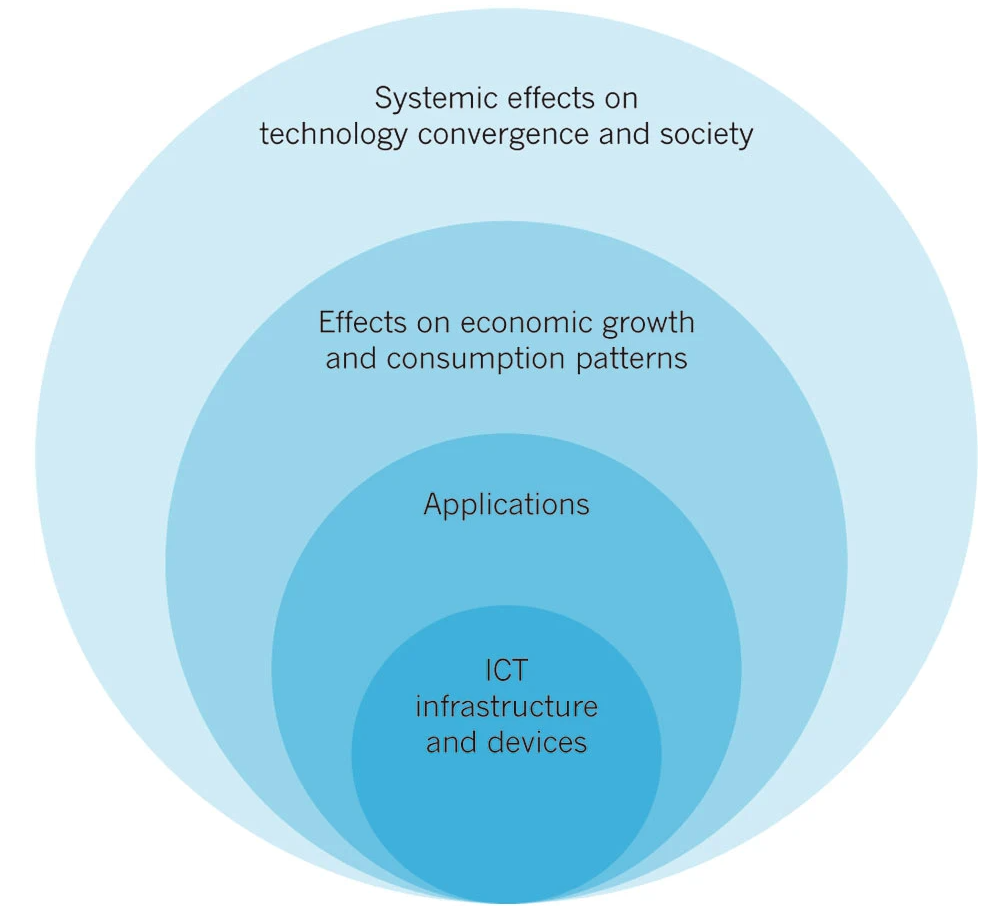 Systemic effects on
technology convergence and society
Effects on economic growth
and consumption patterns
Applications
ICT
infrastructure
and devices